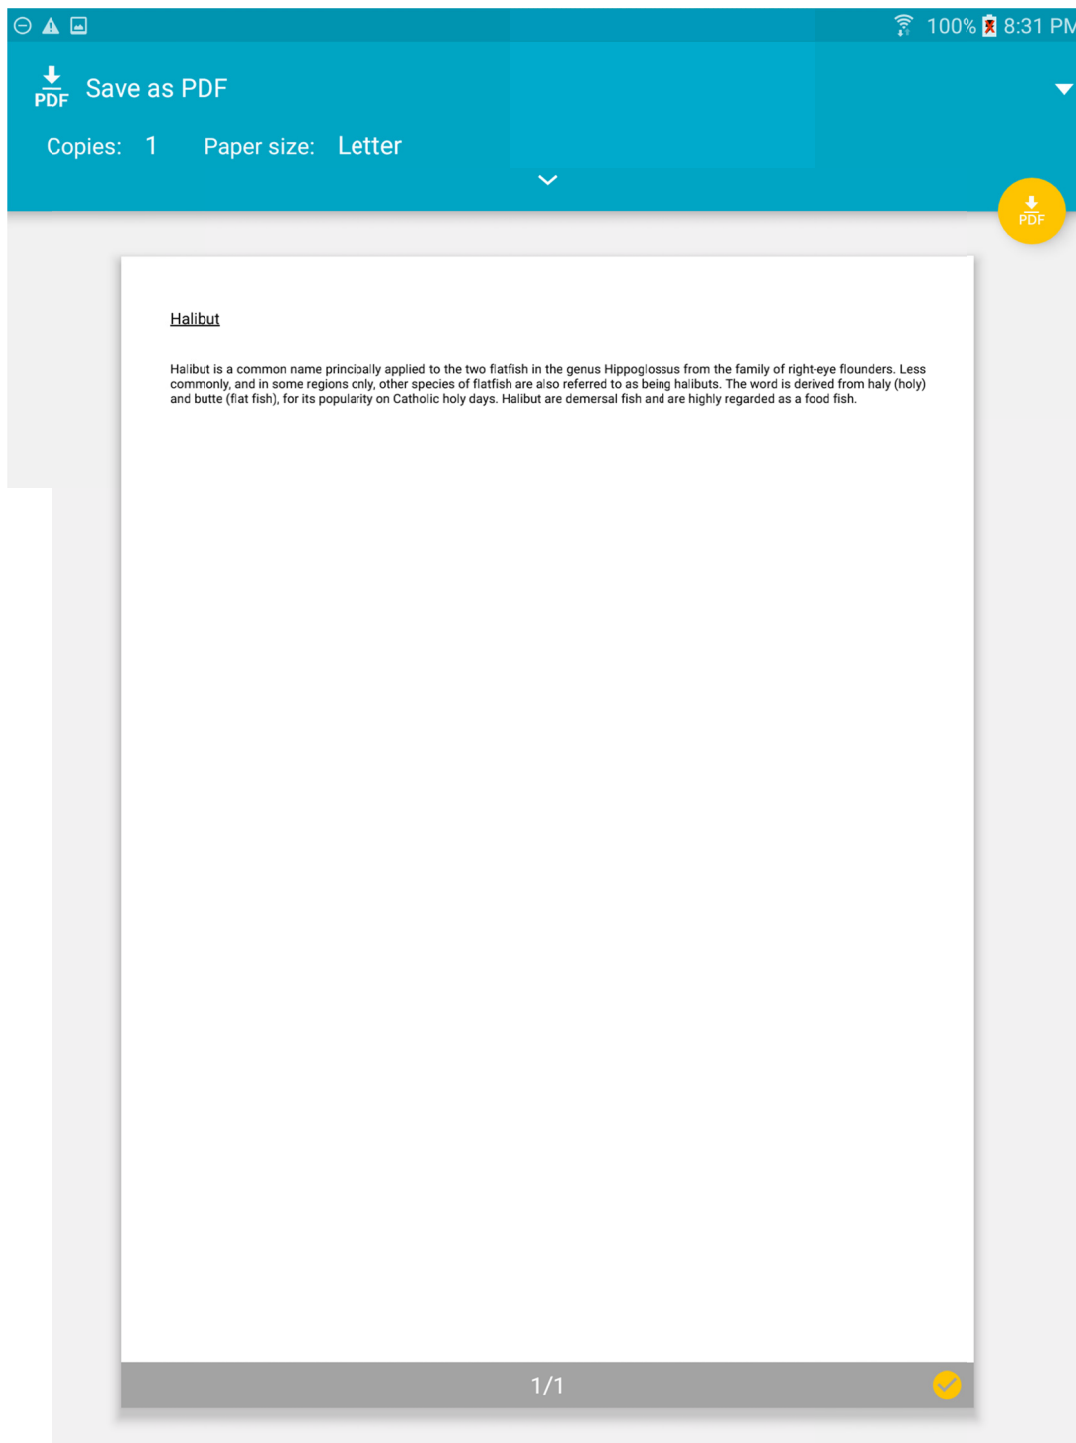 100% 8:31 PM
PDF Save as PDF
Copies: 1 Paper size: Letter
PDF
Halibut
Halibut is a common name principally applied to the two flatfish in the genus Hippoglossus from the family of right-eye flounders. Less
commonly, and in some regions only, other species of flatfish are also referred to as being halibuts. The word is derived from haly (holy)
and butte (flat fish), for its popularity on Catholic holy days. Halibut are demersal fish and are highly regarded as a food fish.
1/1